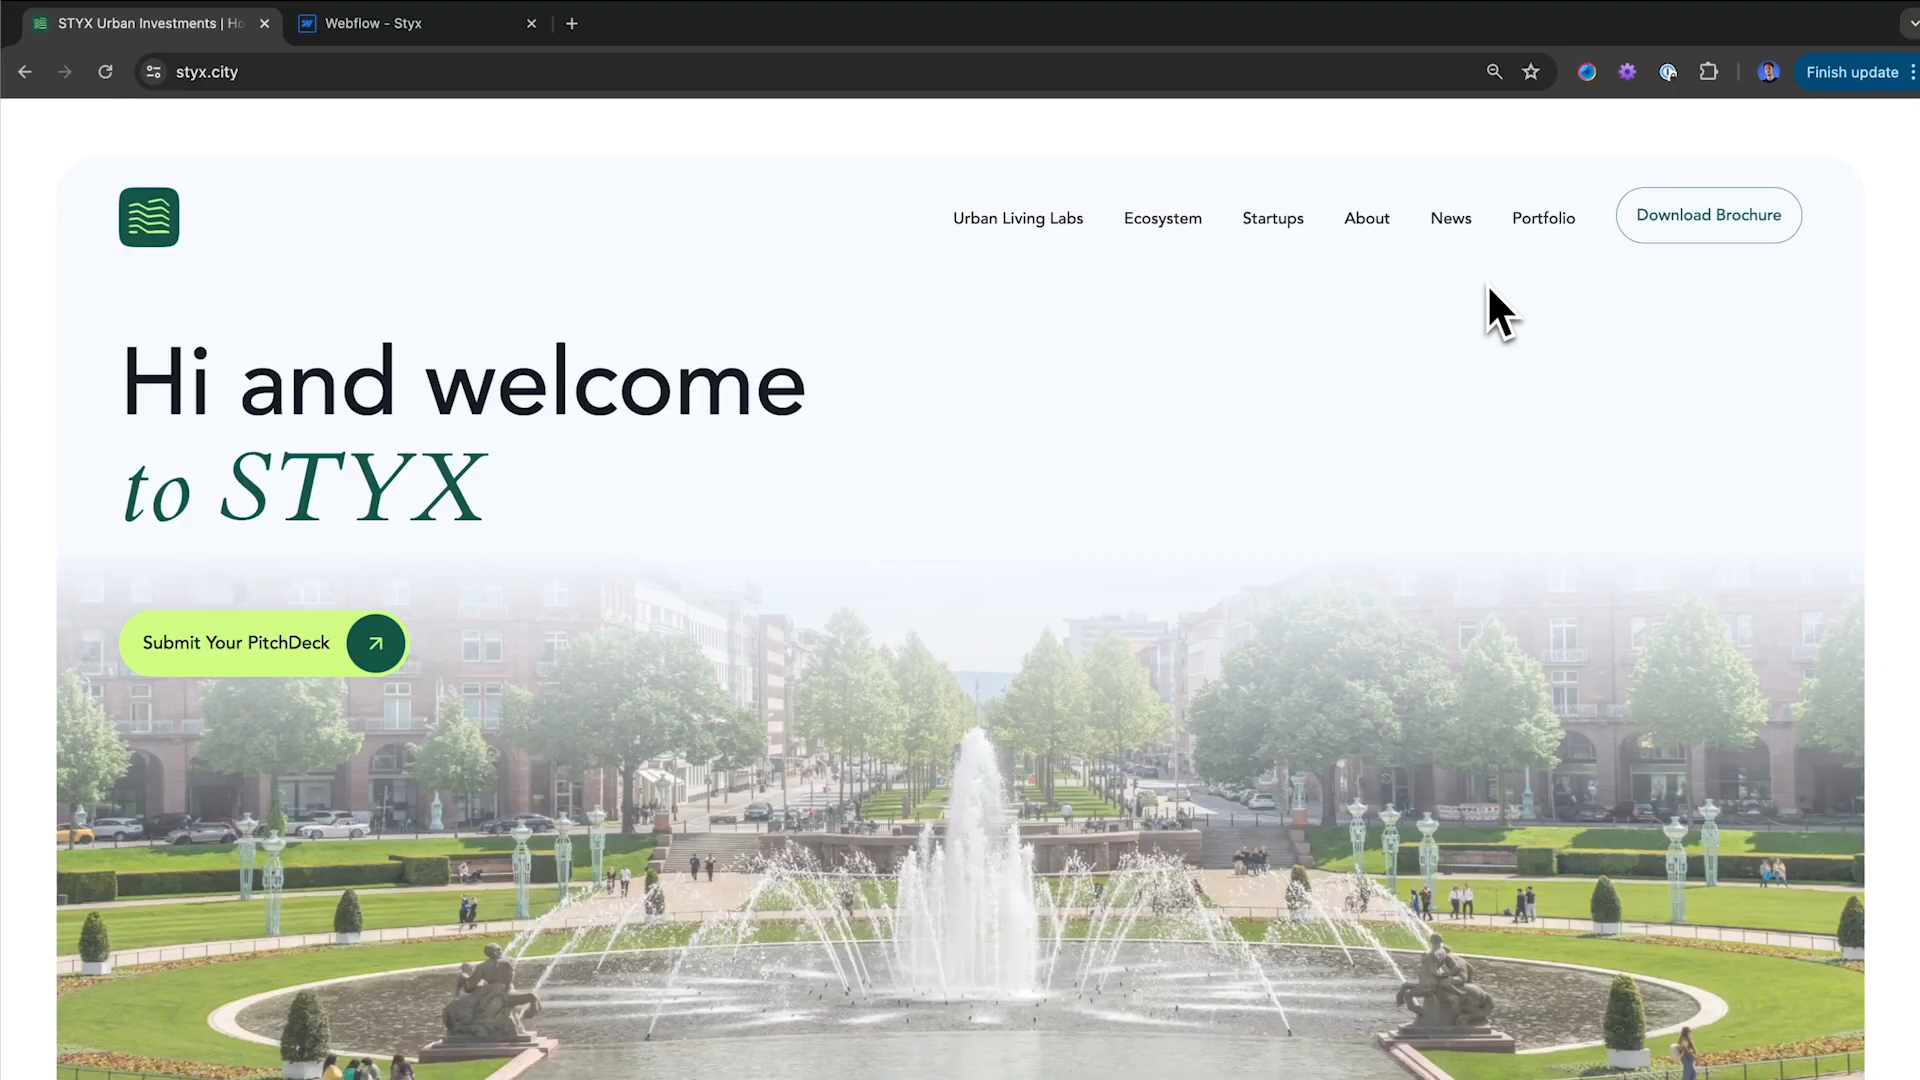 STYX Urban Investments | Ho
Webflow - Styx
styx.city
Finish update
Urban Living Labs
Ecosystem
Startups
About
News
Portfolio
Download Brochure
Hi and welcome
to STYX
Submit Your PitchDeck